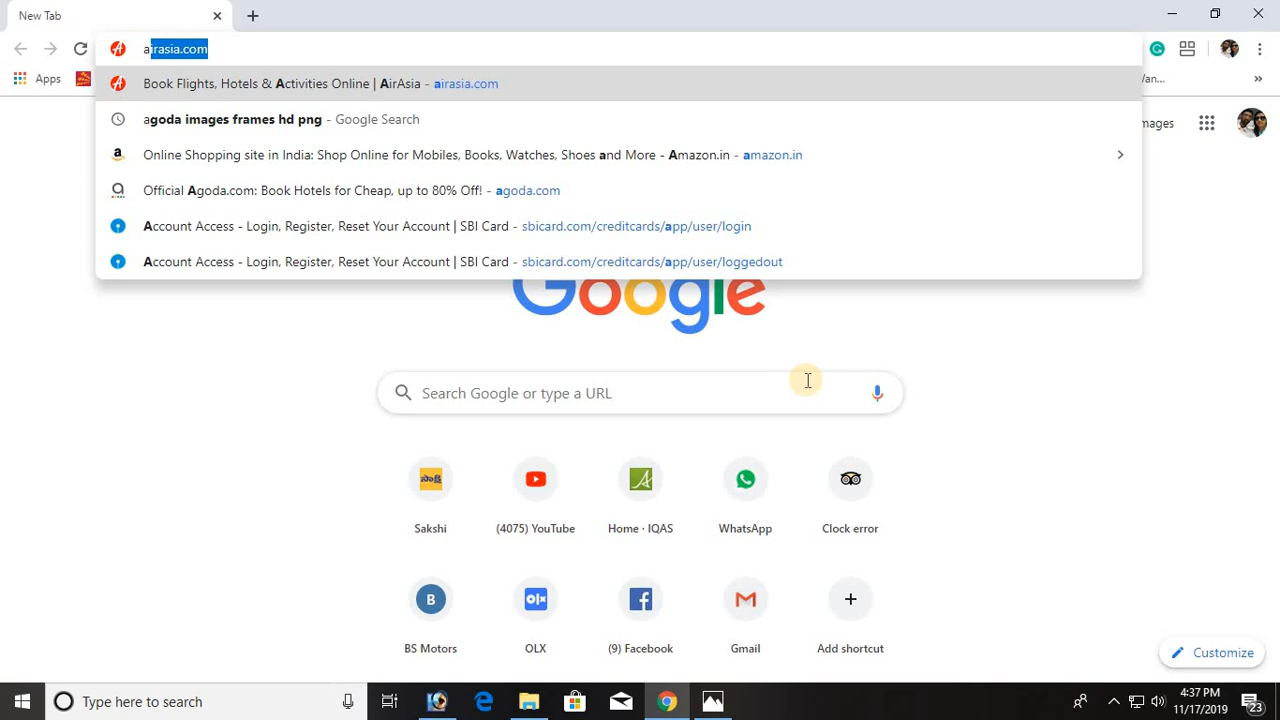 New Tab
airasia.com
Apps
/an...
»
Book Flights, Hotels & Activities Online | AirAsia - airasia.com
agoda images frames hd png - Google Search
Online Shopping site in India: Shop Online for Mobiles, Books, Watches, Shoes and More - Amazon.in - amazon.in
Official Agoda.com: Book Hotels for Cheap, up to 80% Off! - agoda.com
Account Access - Login, Register, Reset Your Account | SBI Card - sbicard.com/creditcards/app/user/login
Account Access - Login, Register, Reset Your Account | SBI Card - sbicard.com/creditcards/app/user/loggedout
mages
Google
Search Google or type a URL
సాక్షి
Sakshi
(4075) YouTube
Home · IQAS
WhatsApp
Clock error
B
olx
BS Motors
OLX
(9) Facebook
Gmail
Add shortcut
Customize
Type here to search
4:37 PM
11/17/2019
23